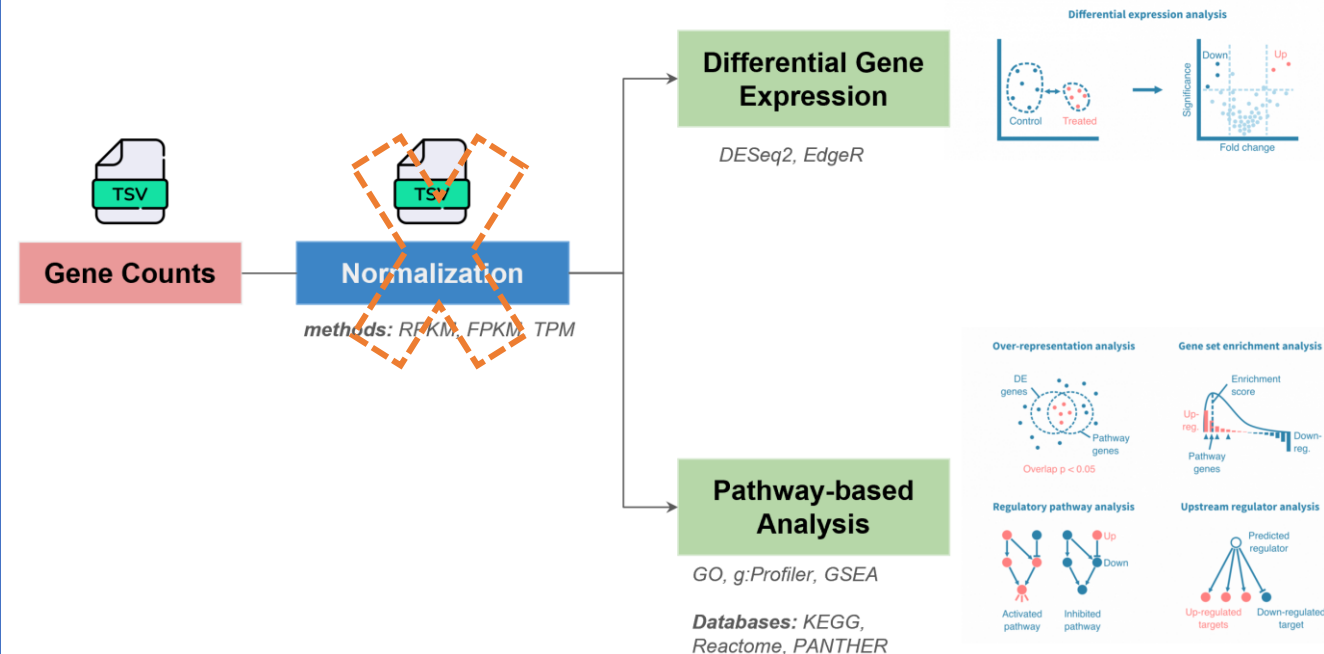 Differential expression analysis
Differential Gene
Expression
DESeq2, EdgeR
Control
Treated
Significance
Down
Up
Fold change
TSV
TSV
Gene Counts
Normalization
methods: RPKM, FPKM, TPM
Over-representation analysis
DE
genes
Pathway
genes
Overlap p < 0.05
Gene set enrichment analysis
Enrichment
score
Up-
reg.
Down-
reg.
Pathway
genes
Pathway-based
Analysis
GO, g:Profiler, GSEA
Databases: KEGG,
Reactome, PANTHER
Regulatory pathway analysis
Up
Down
Activated
pathway
Inhibited
pathway
Upstream regulator analysis
Predicted
regulator
Up-regulated
targets
Down-regulated
target